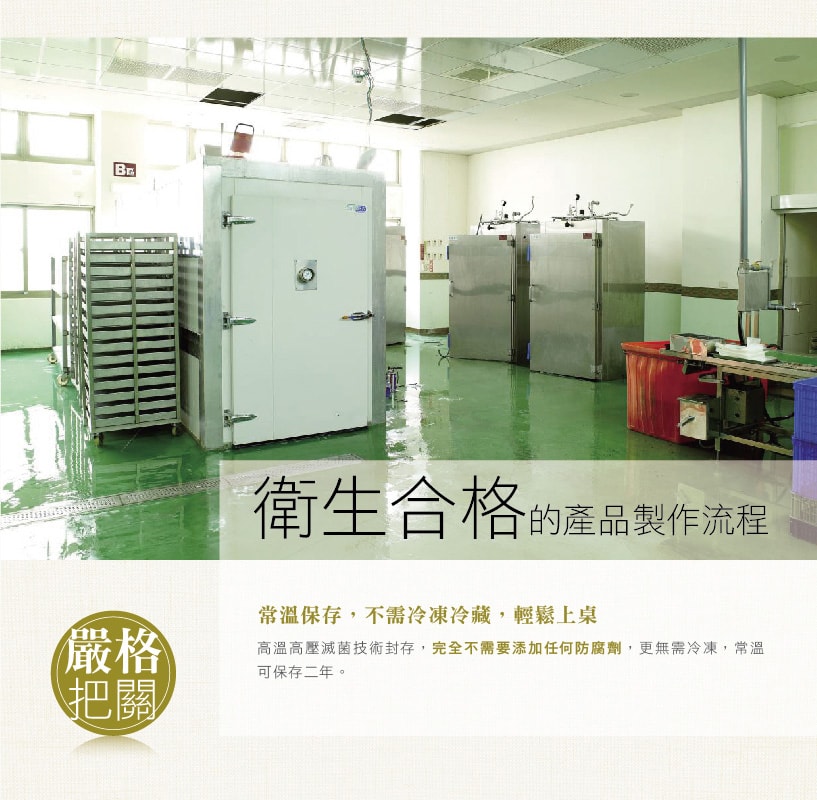 B區
衛生合格的產品製作流程
常溫保存，不需冷凍冷藏，輕鬆上桌
嚴格
把關
高溫高壓滅菌技術封存，完全不需要添加任何防腐劑，更無需冷凍，常溫
可保存二年。